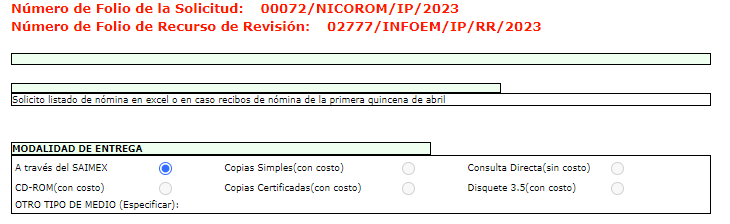 Número de Folio de la Solicitud: 00072/NICOROM/IP/2023
Número de Folio de Recurso de Revisión: 02777/INFOEM/IP/RR/2023
Solicito listado de nómina en excel o en caso recibos de nómina de la primera quincena de abril
MODALIDAD DE ENTREGA
A través del SAIMEX Copias Simples(con costo) Consulta Directa(sin costo)
CD-ROM(con costo) Copias Certificadas(con costo) Disquete 3.5(con costo)
OTRO TIPO DE MEDIO (Especificar):